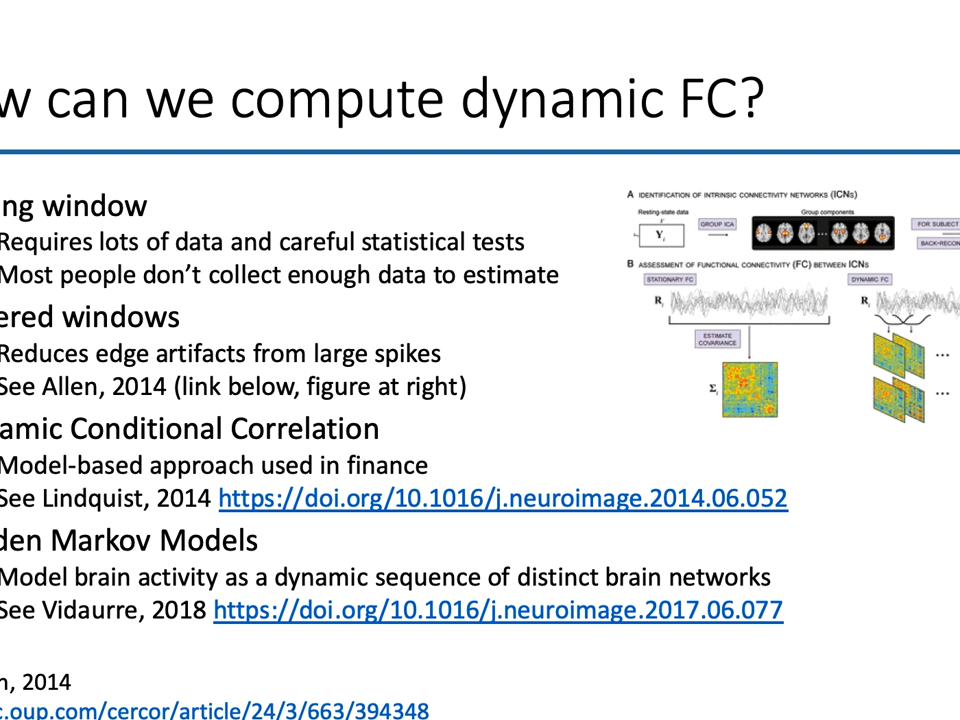 w can we compute dynamic FC?
ng window
Requires lots of data and careful statistical tests
Most people don’t collect enough data to estimate
ered windows
Reduces edge artifacts from large spikes
See Allen, 2014 (link below, figure at right)
amic Conditional Correlation
Model-based approach used in finance
See Lindquist, 2014 https://doi.org/10.1016/j.neuroimage.2014.06.052
den Markov Models
Model brain activity as a dynamic sequence of distinct brain networks
See Vidaurre, 2018 https://doi.org/10.1016/j.neuroimage.2017.06.077
n, 2014
c.oup.com/cercor/article/24/3/663/394348
A IDENTIFICATION OF INTRINSIC CONNECTIVITY NETWORKS (ICNs)
Resting-state data
Group components
GROUP ICA
Yi
FOR SUBJECT
BACK-RECON
B ASSESSMENT OF FUNCTIONAL CONNECTIVITY (FC) BETWEEN ICNs
STATIONARY FC
DYNAMIC FC
Ri
Ri
ESTIMATE
COVARIANCE
Σi